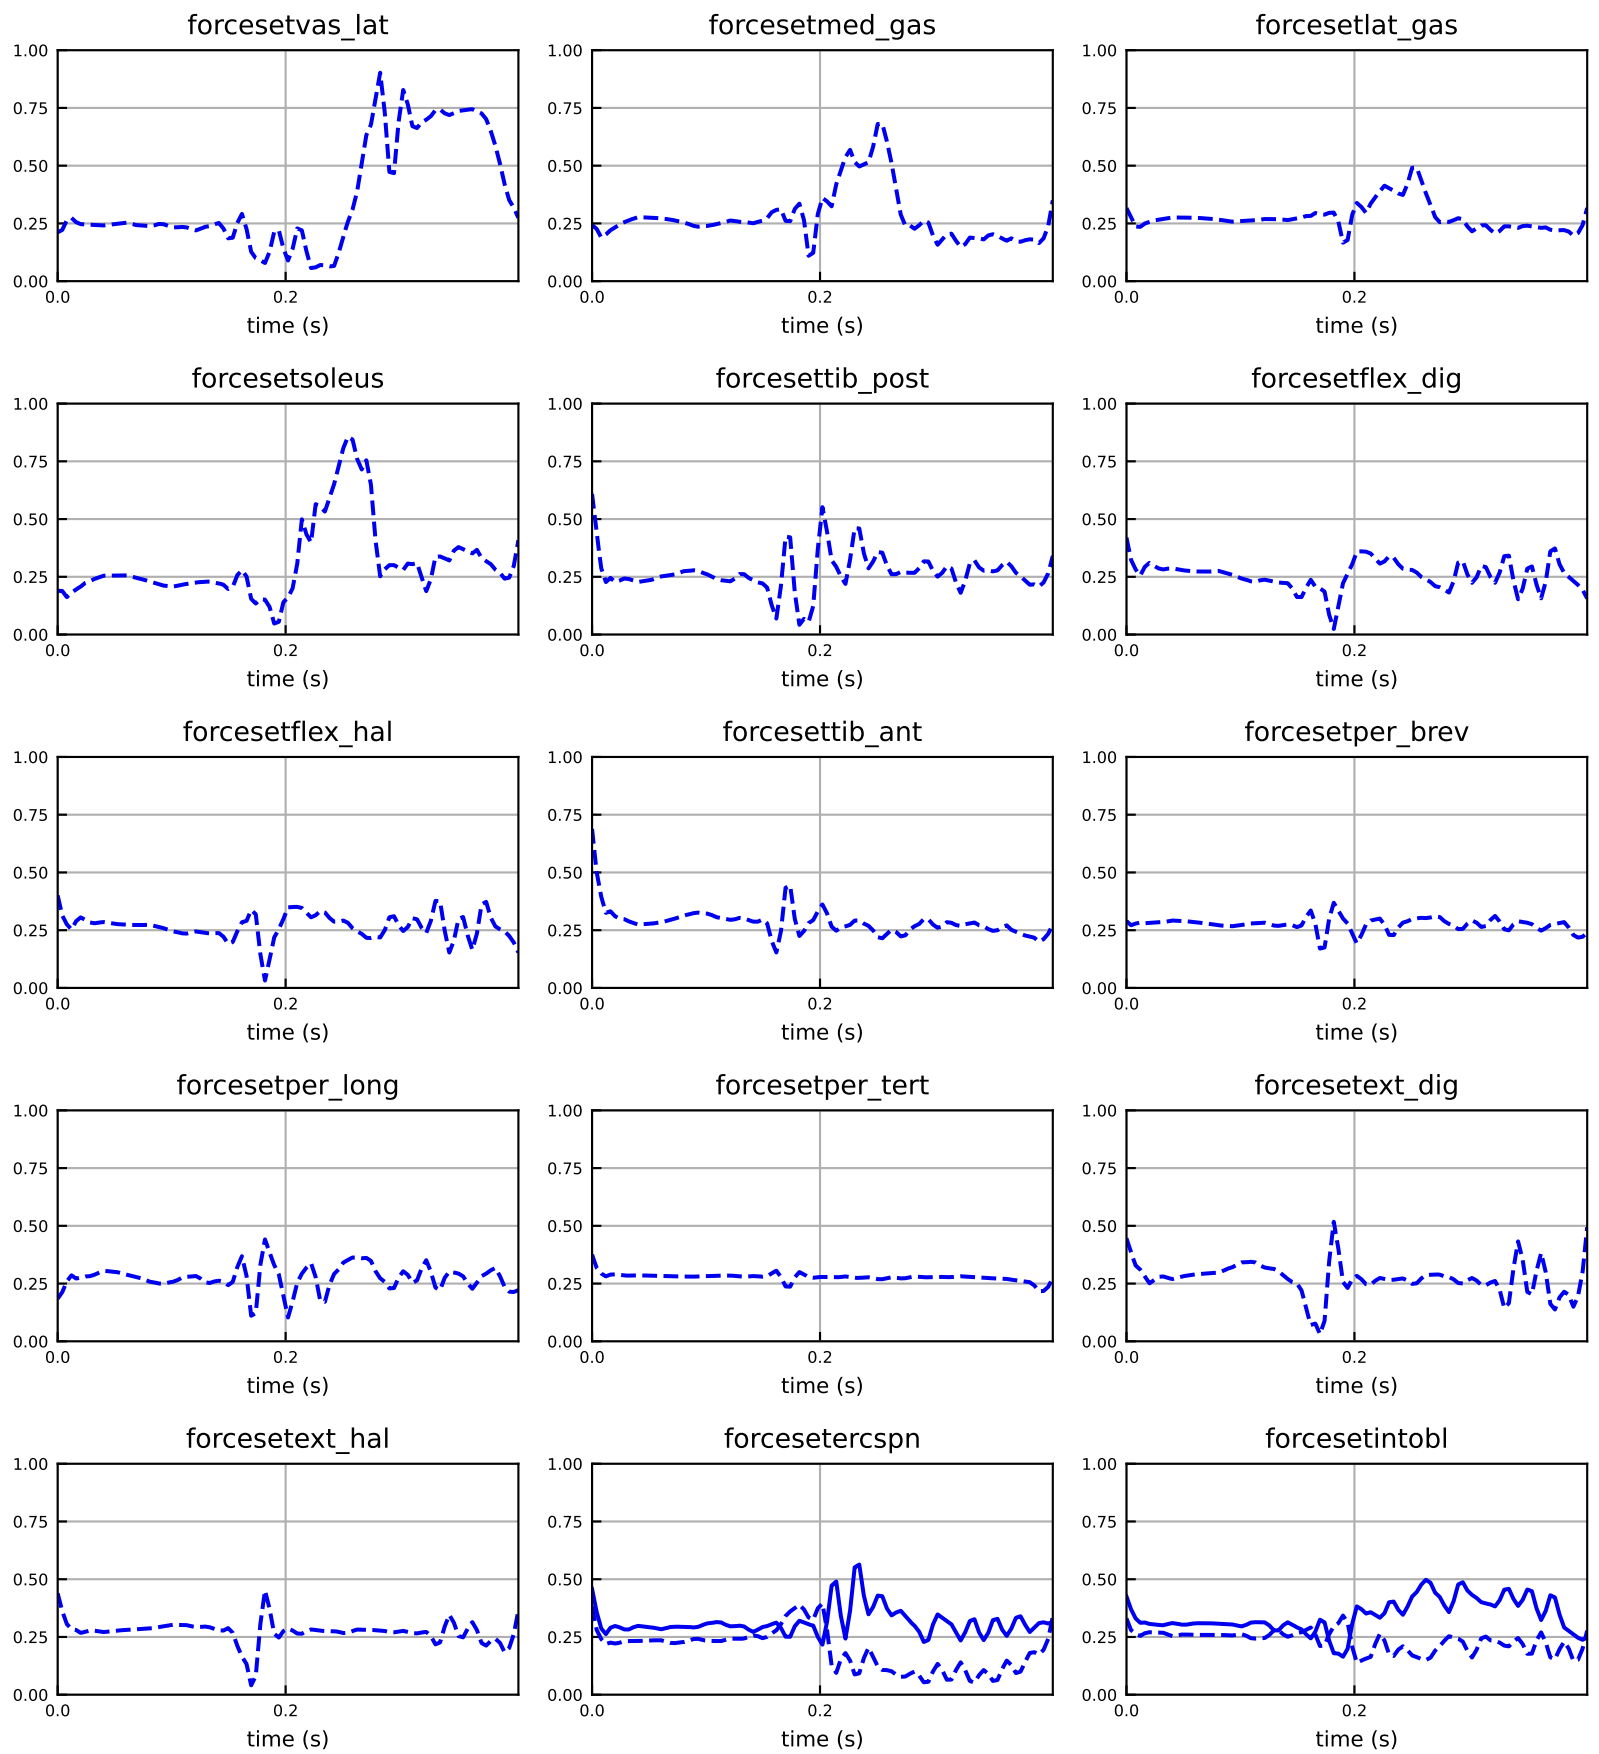 forcesetvas_lat forcesetmed_gas forcesetlat_gas
1.00 1.00 1.00
0.75 0.75 0.75
0.50 0.50 0.50
0.25 0.25 0.25
0.00 0.00 0.00
0.0 0.2 0.0 0.2 0.0 0.2
time (s) time (s) time (s)
forcesetsoleus forcesettib_post forcesetflex_dig
1.00 1.00 1.00
0.75 0.75 0.75
0.50 0.50 0.50
0.25 0.25 0.25
0.00 0.00 0.00
0.0 0.2 0.0 0.2 0.0 0.2
time (s) time (s) time (s)
forcesetflex_hal forcesettib_ant forcesetper_brev
1.00 1.00 1.00
0.75 0.75 0.75
0.50 0.50 0.50
0.25 0.25 0.25
0.00 0.00 0.00
0.0 0.2 0.0 0.2 0.0 0.2
time (s) time (s) time (s)
forcesetper_long forcesetper_tert forcesetext_dig
1.00 1.00 1.00
0.75 0.75 0.75
0.50 0.50 0.50
0.25 0.25 0.25
0.00 0.00 0.00
0.0 0.2 0.0 0.2 0.0 0.2
time (s) time (s) time (s)
forcesetext_hal forcesetercspn forcesetintobl
1.00 1.00 1.00
0.75 0.75 0.75
0.50 0.50 0.50
0.25 0.25 0.25
0.00 0.00 0.00
0.0 0.2 0.0 0.2 0.0 0.2
time (s) time (s) time (s)